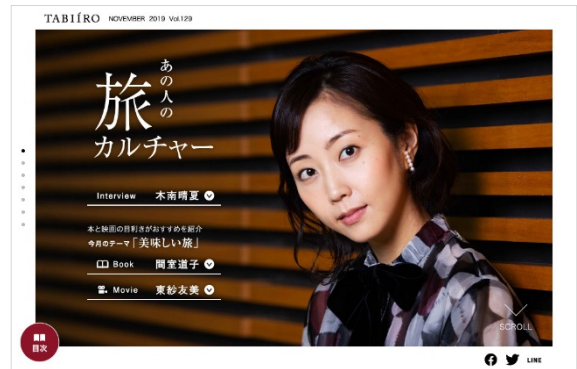 TABIÍRO NOVEMBER 2019 Vol.129
あの人の
旅
カルチャー
Interview 木南晴夏
本と映画の目利きがおすすめを紹介
今月のテーマ「美味しい旅」
Book 間室道子
Movie 東紗友美
SCROLL
目次
LINE